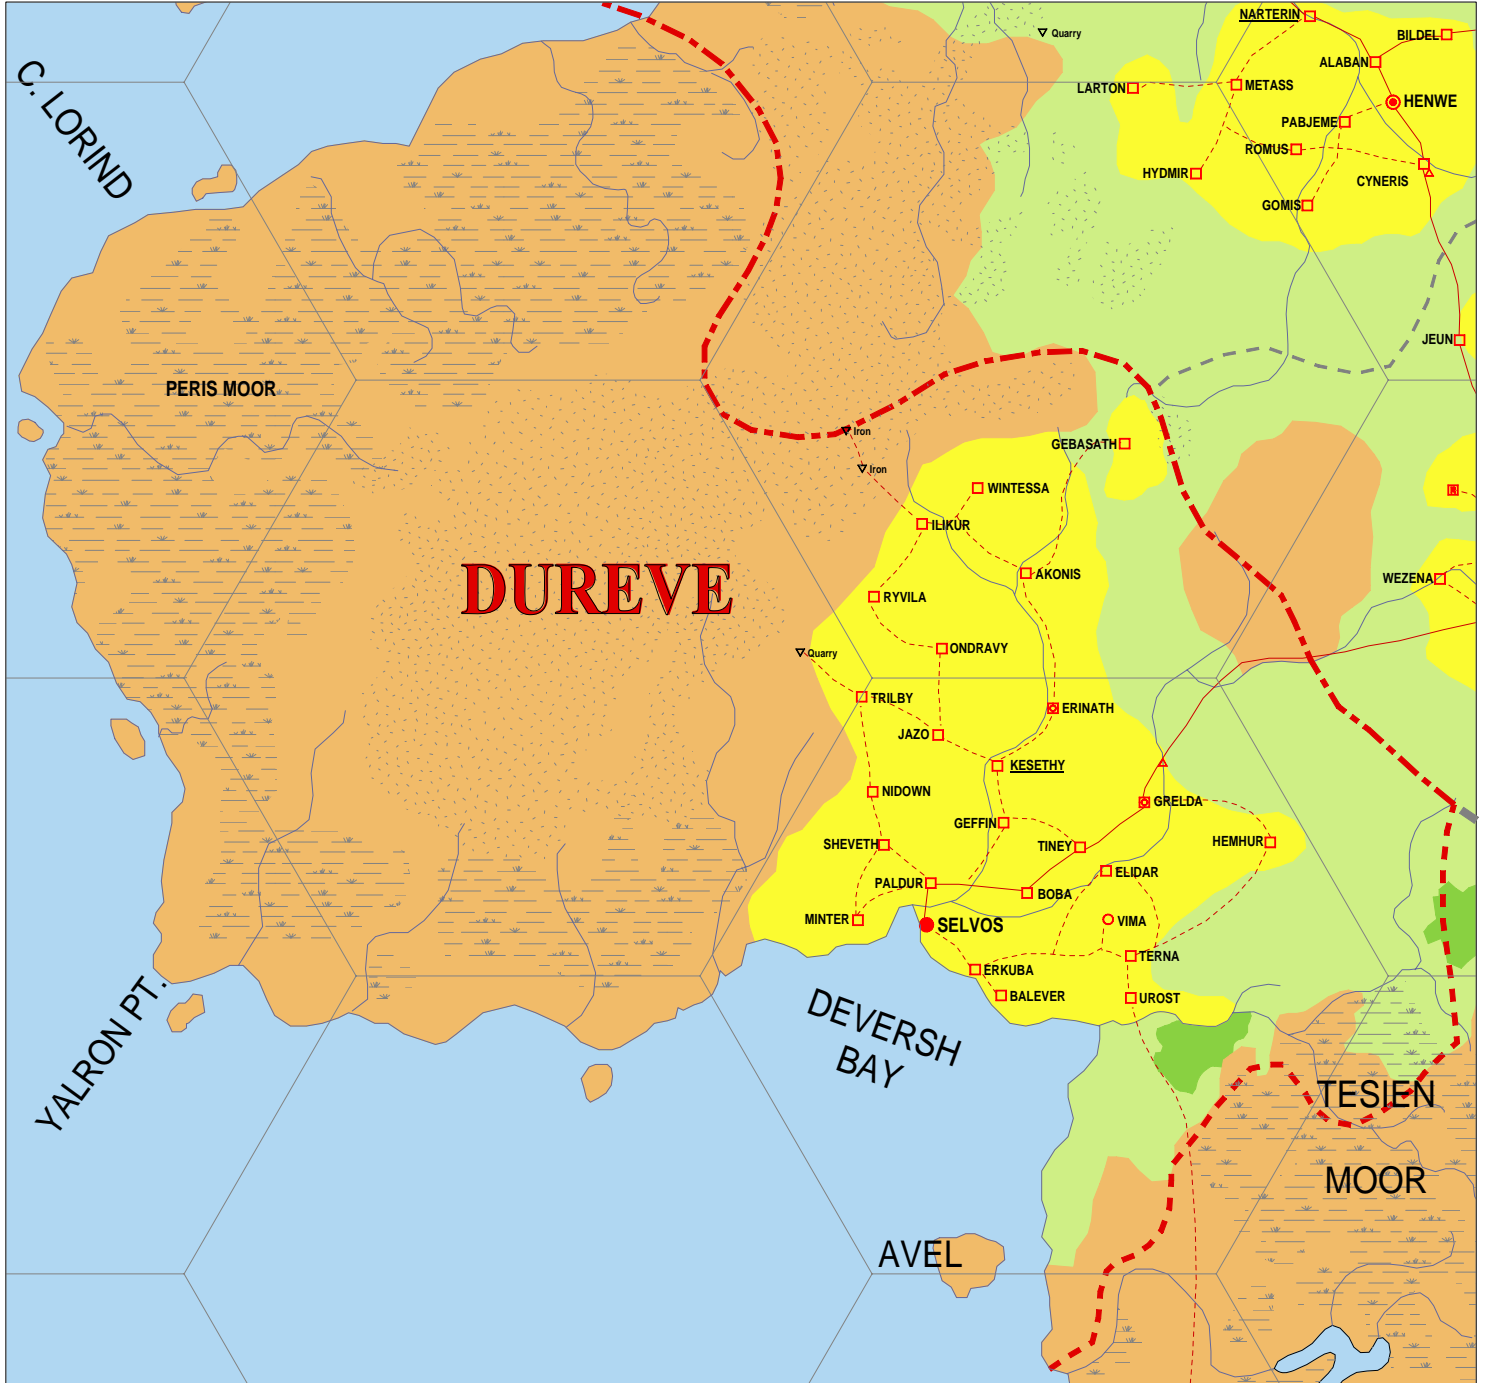 NARTERIN
BILDEL
Quarry
ALABAN
C. LORIND
LARTON
METASS
HENWE
PABJEME
ROMUS
HYDMIR
CYNERIS
GOMIS
JEUN
PERIS MOOR
Iron
GEBASATH
Iron
WINTESSA
ILIKUR
AKONIS
WEZENA
DUREVE
RYVILA
ONDRAVY
Quarry
TRILBY
ERINATH
JAZO
KESETHY
NIDOWN
GRELDA
GEFFIN
HEMHUR
SHEVETH
TINEY
ELIDAR
PALDUR
BOBA
MINTER
SELVOS
VIMA
TERNA
ERKUBA
BALEVER
UROST
YALRON PT.
DEVERSH
BAY
TESIEN
MOOR
AVEL